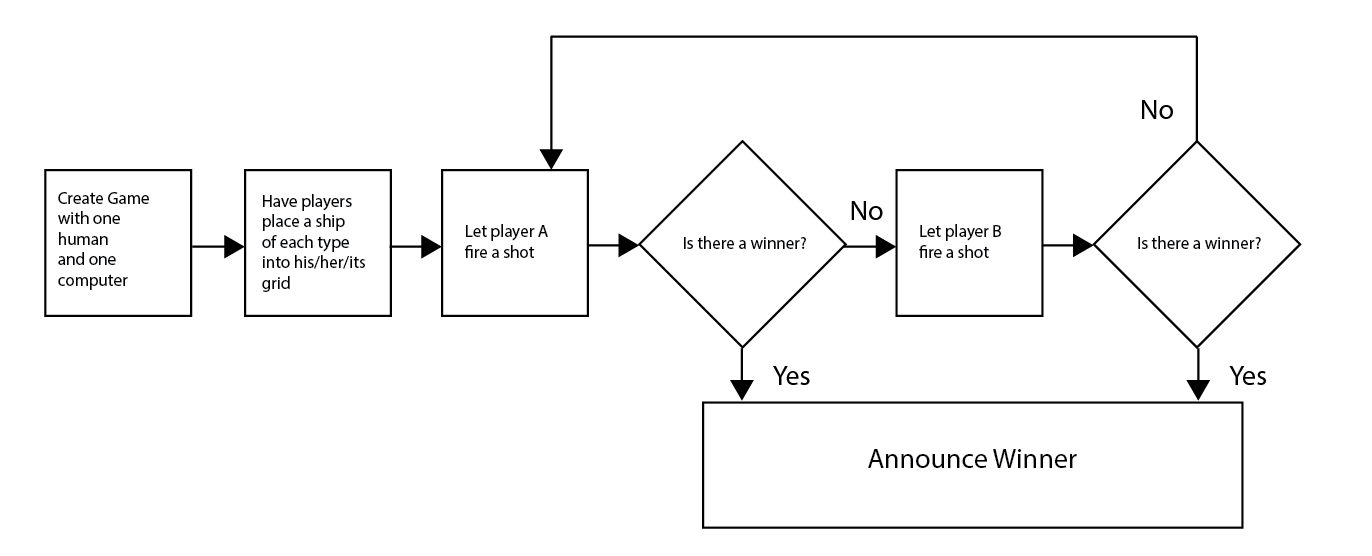 Create Game
with one
human
and one
computer
Have players
place a ship
of each type
into his/her/its
grid
Let player A
fire a shot
Is there a winner?
No
Yes
Let player B
fire a shot
Is there a winner?
No
Yes
Announce Winner